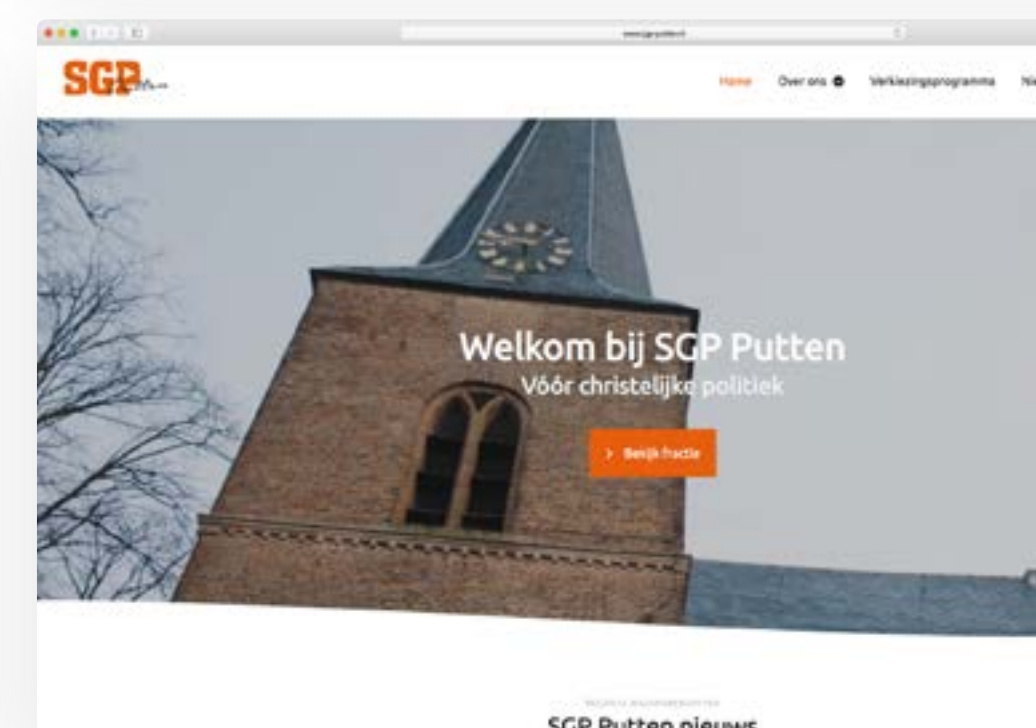 SGP
Home Over ons Verkiezingsprogramma
Welkom bij SGP Putten
Vóór christelijke politiek
Bekijk fractie
SGP Putten nieuws